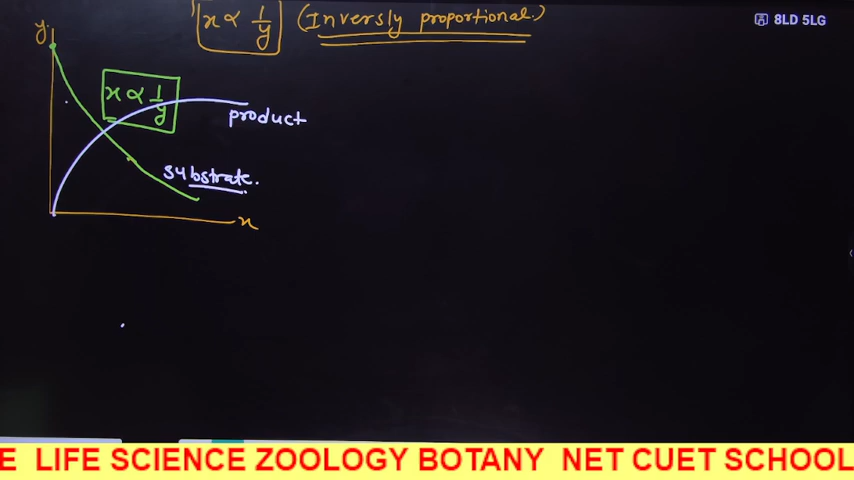 x ∝ 1/y (Inversly proportional.)
8LD 5LG
y
x ∝ 1/y
product
substrate.
x
E LIFE SCIENCE ZOOLOGY BOTANY NET CUET SCHOOL